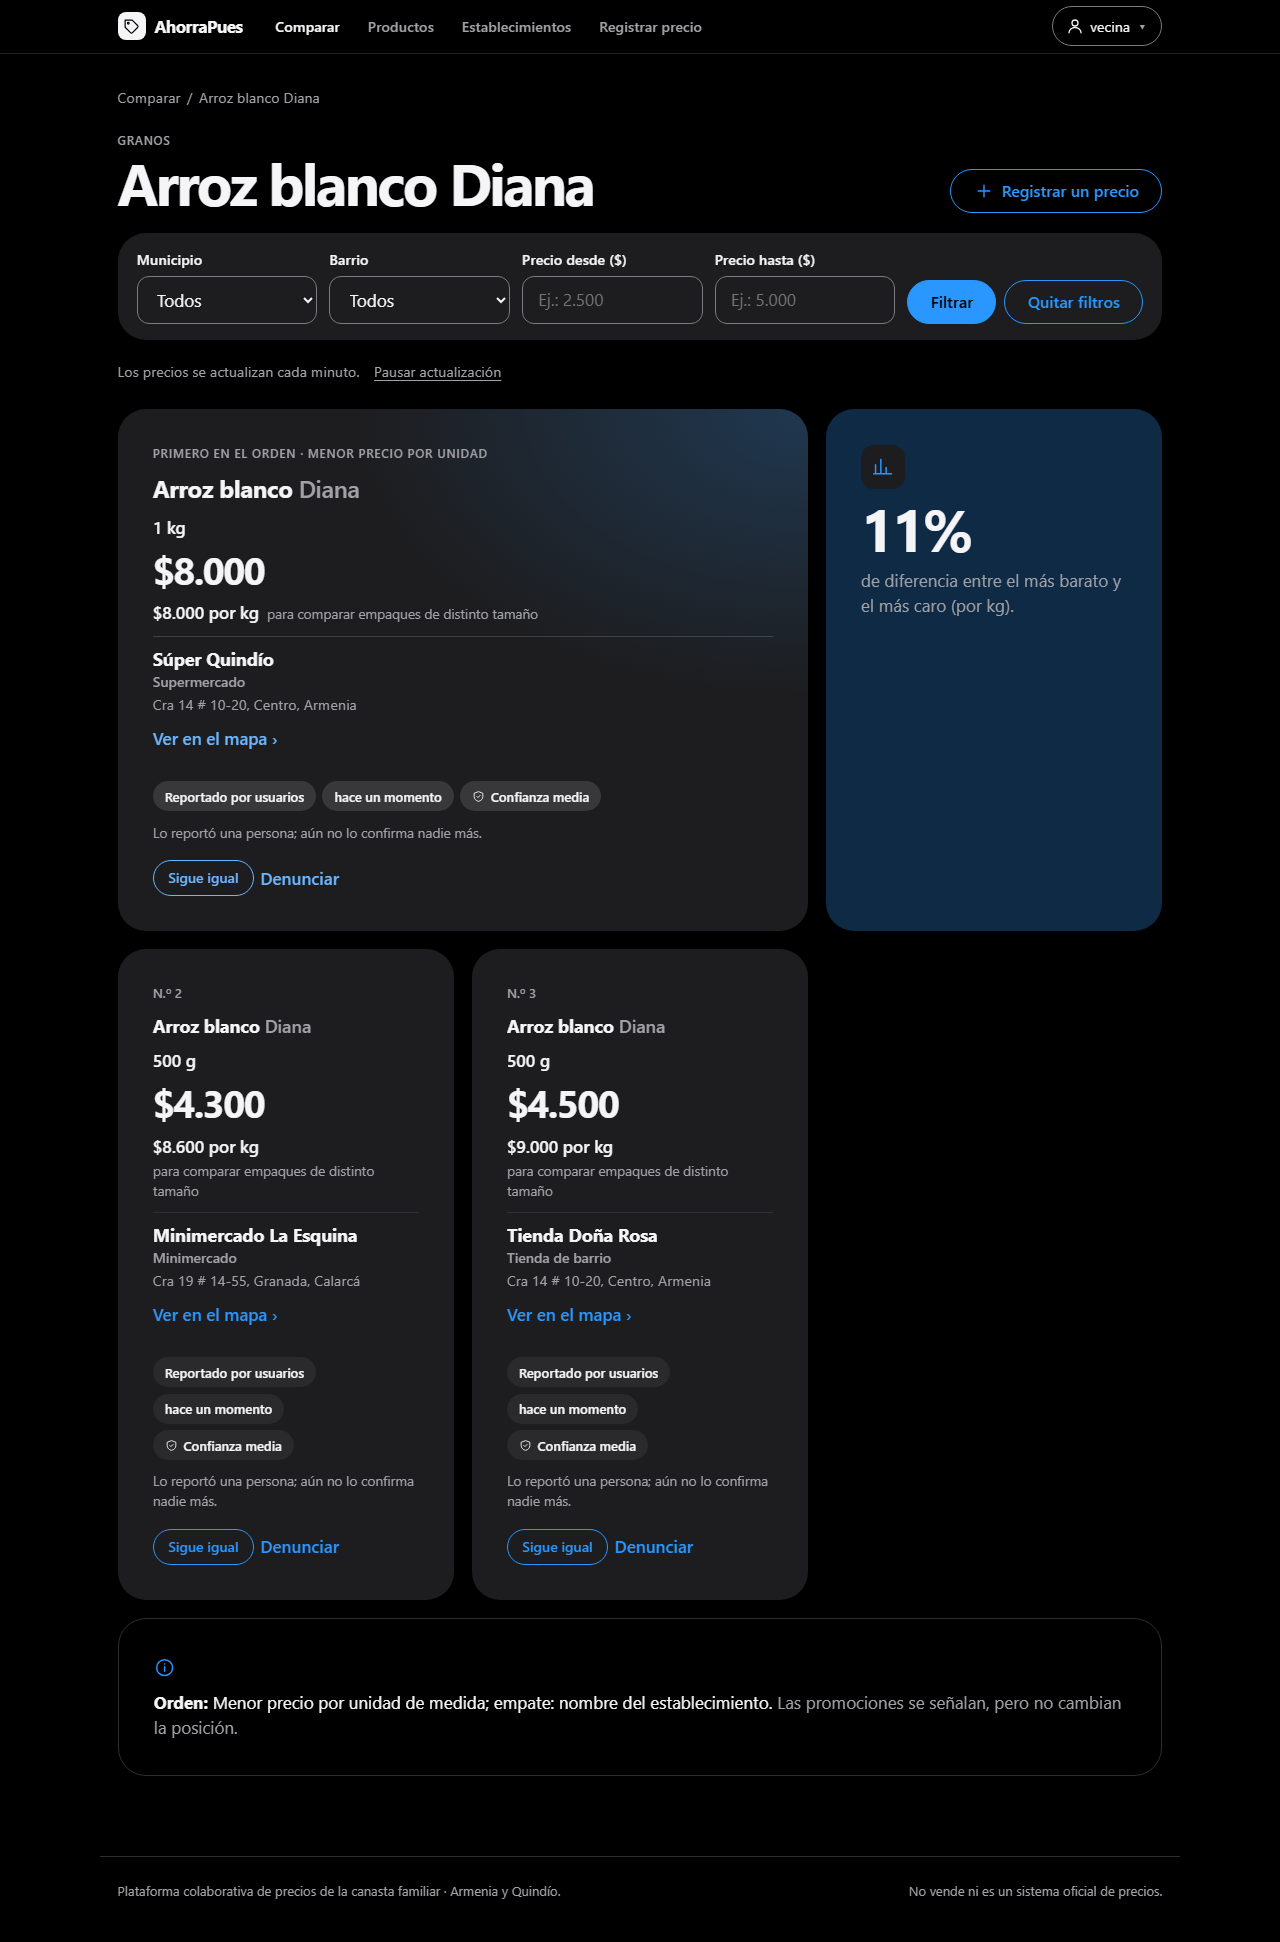 AhorraPues
Comparar
Productos
Establecimientos
Registrar precio
vecina
Comparar / Arroz blanco Diana
GRANOS
Arroz blanco Diana
Registrar un precio
Municipio
Barrio
Precio desde ($)
Precio hasta ($)
Todos
Todos
Ej.: 2.500
Ej.: 5.000
Filtrar
Quitar filtros
Los precios se actualizan cada minuto. Pausar actualización
PRIMERO EN EL ORDEN · MENOR PRECIO POR UNIDAD
Arroz blanco Diana
1 kg
$8.000
$8.000 por kg para comparar empaques de distinto tamaño
Súper Quindío
Supermercado
Cra 14 # 10-20, Centro, Armenia
Ver en el mapa ›
Reportado por usuarios
hace un momento
Confianza media
Lo reportó una persona; aún no lo confirma nadie más.
Sigue igual
Denunciar
11%
de diferencia entre el más barato y
el más caro (por kg).
N.º 2
Arroz blanco Diana
500 g
$4.300
$8.600 por kg
para comparar empaques de distinto
tamaño
Minimercado La Esquina
Minimercado
Cra 19 # 14-55, Granada, Calarcá
Ver en el mapa ›
Reportado por usuarios
hace un momento
Confianza media
Lo reportó una persona; aún no lo confirma
nadie más.
Sigue igual
Denunciar
N.º 3
Arroz blanco Diana
500 g
$4.500
$9.000 por kg
para comparar empaques de distinto
tamaño
Tienda Doña Rosa
Tienda de barrio
Cra 14 # 10-20, Centro, Armenia
Ver en el mapa ›
Reportado por usuarios
hace un momento
Confianza media
Lo reportó una persona; aún no lo confirma
nadie más.
Sigue igual
Denunciar
Orden: Menor precio por unidad de medida; empate: nombre del establecimiento. Las promociones se señalan, pero no cambian
la posición.
Plataforma colaborativa de precios de la canasta familiar · Armenia y Quindío.
No vende ni es un sistema oficial de precios.